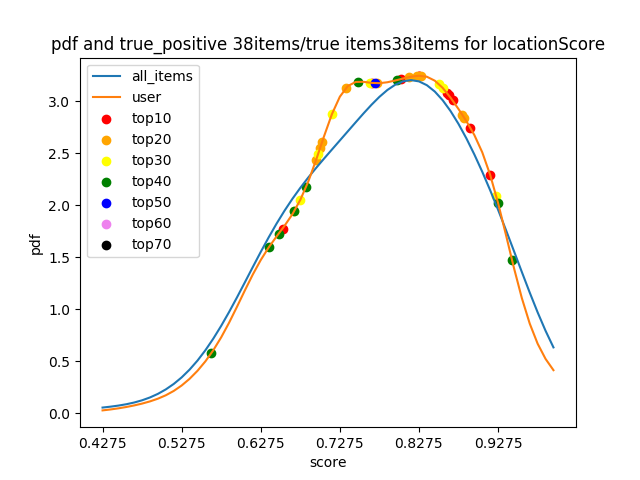 pdf and true_positive 38items/true items38items for locationScore
all_items
user
top10
top20
top30
top40
top50
top60
top70
pdf
3.0
2.5
2.0
1.5
1.0
0.5
0.0
0.4275 0.5275 0.6275 0.7275 0.8275 0.9275
score